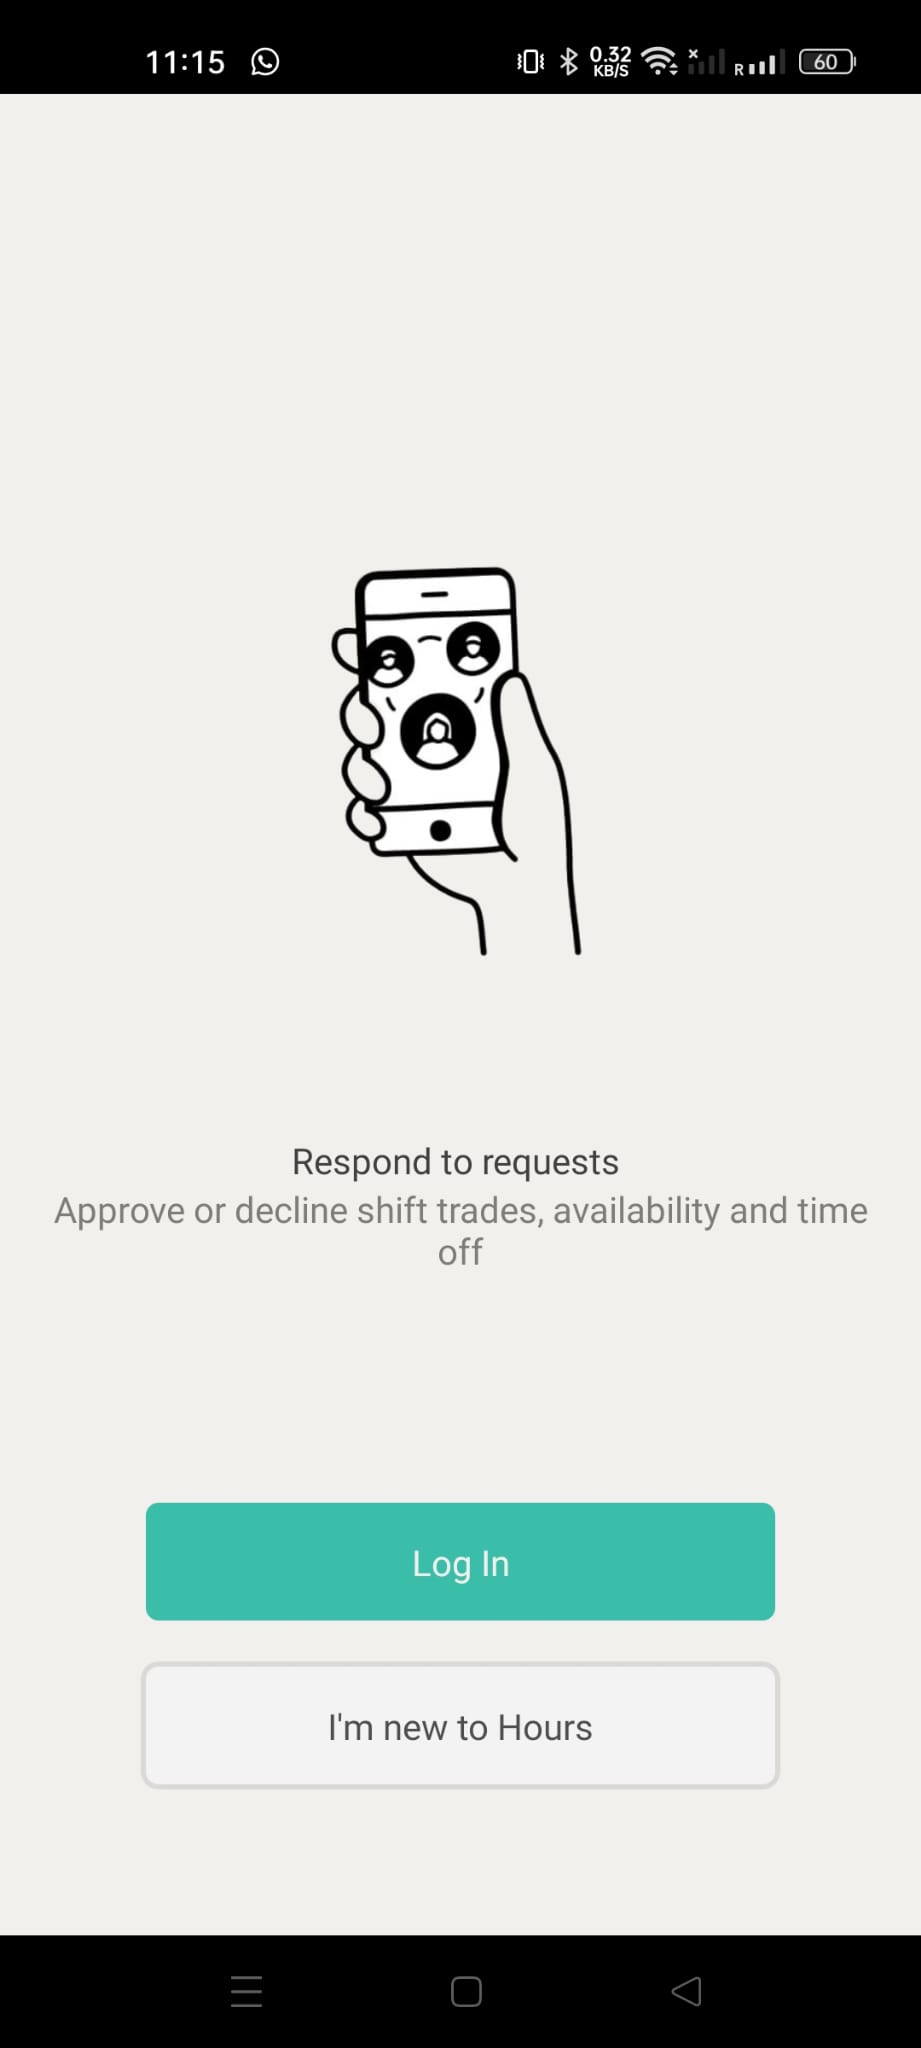 11:15 0.32 KB/S R 60
Respond to requests
Approve or decline shift trades, availability and time
off
Log In
I'm new to Hours